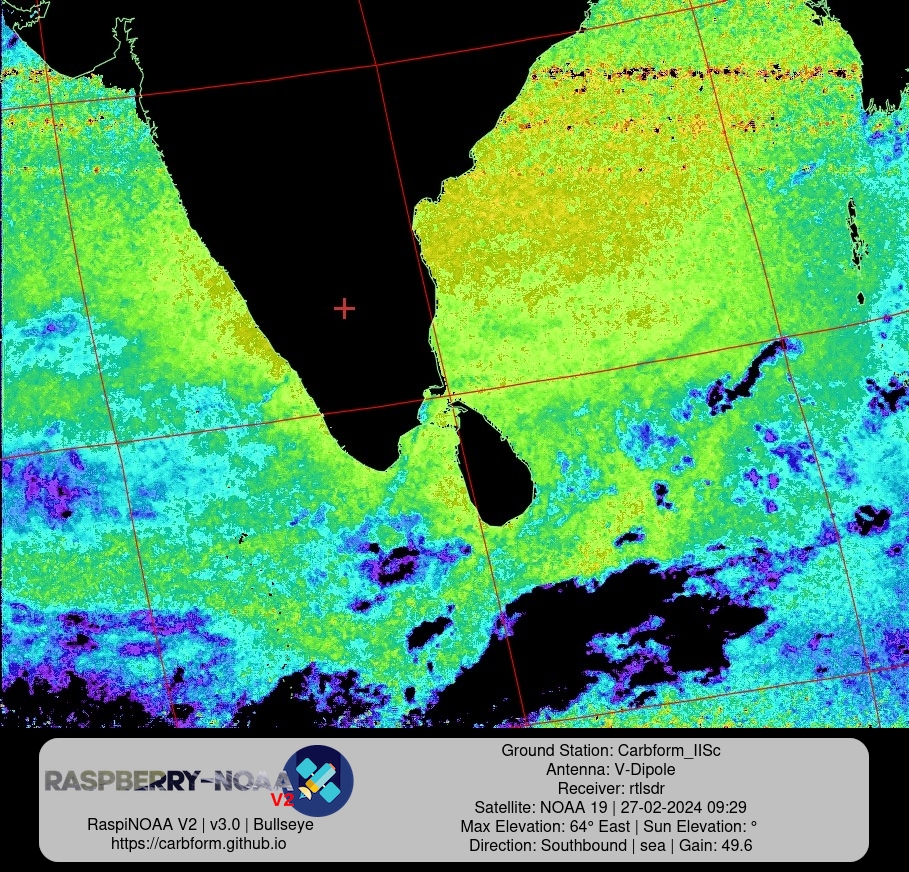 RASPBERRY-NOAA
V2
RaspiNOAA V2 | v3.0 | Bullseye
https://carbform.github.io
Ground Station: Carbform_IISc
Antenna: V-Dipole
Receiver: rtlsdr
Satellite: NOAA 19 | 27-02-2024 09:29
Max Elevation: 64° East | Sun Elevation: °
Direction: Southbound | sea | Gain: 49.6